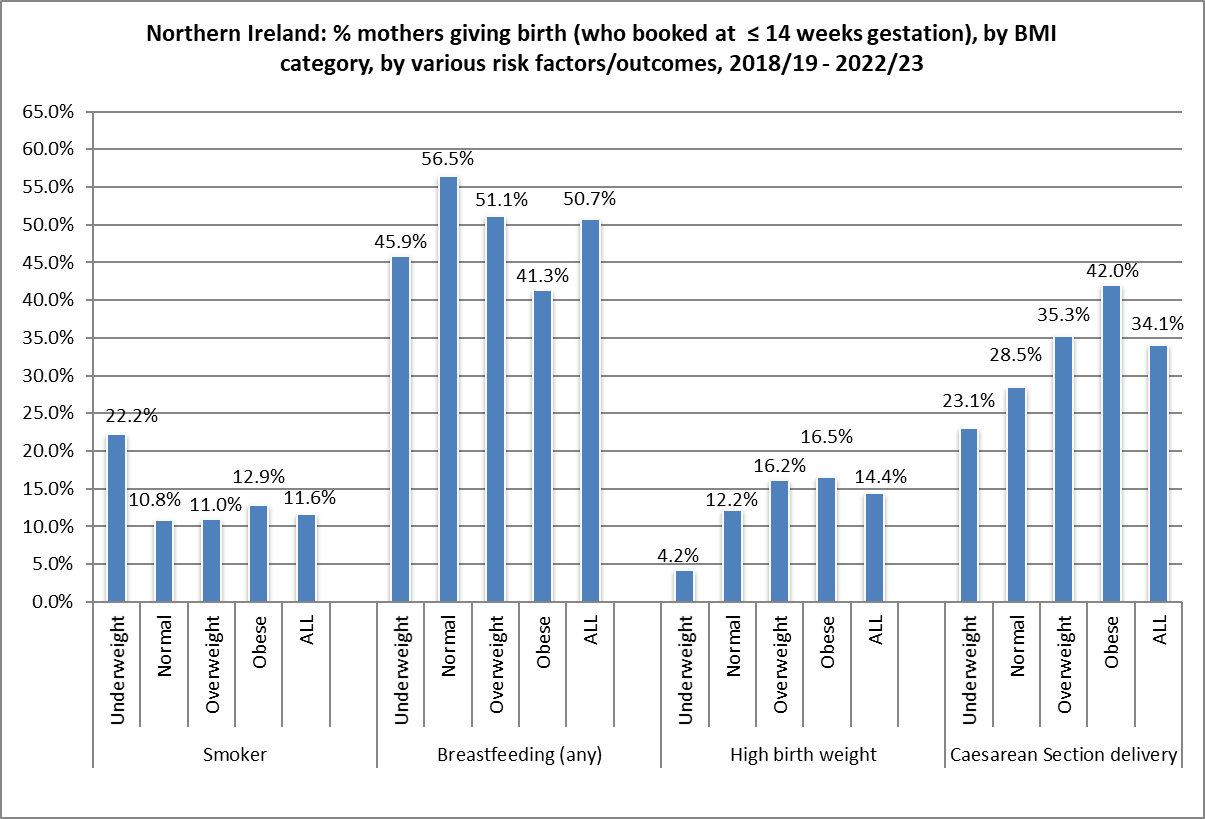 Northern Ireland: % mothers giving birth (who booked at ≤ 14 weeks gestation), by BMI
category, by various risk factors/outcomes, 2018/19 - 2022/23
65.0%
60.0%
55.0%
50.0%
45.0%
40.0%
35.0%
30.0%
25.0%
20.0%
15.0%
10.0%
5.0%
0.0%
22.2%
10.8%
11.0%
12.9%
11.6%
45.9%
56.5%
51.1%
41.3%
50.7%
4.2%
12.2%
16.2%
16.5%
14.4%
23.1%
28.5%
35.3%
42.0%
34.1%
Underweight
Normal
Overweight
Obese
ALL
Underweight
Normal
Overweight
Obese
ALL
Underweight
Normal
Overweight
Obese
ALL
Underweight
Normal
Overweight
Obese
ALL
Smoker
Breastfeeding (any)
High birth weight
Caesarean Section delivery